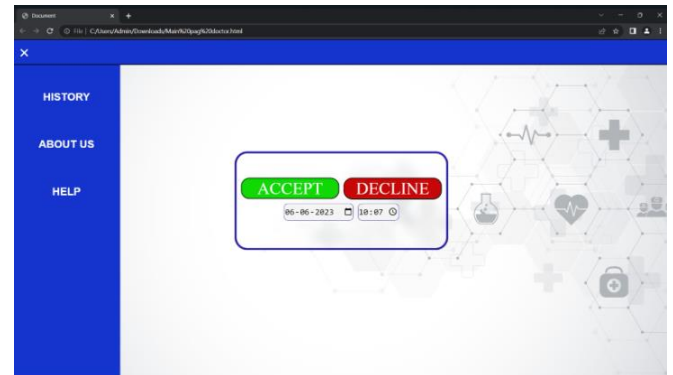 Document
File | C:/Users/Admin/Downloads/Main%20pag%20doctor.html
HISTORY
ABOUT US
HELP
ACCEPT DECLINE
06-06-2023 10:07